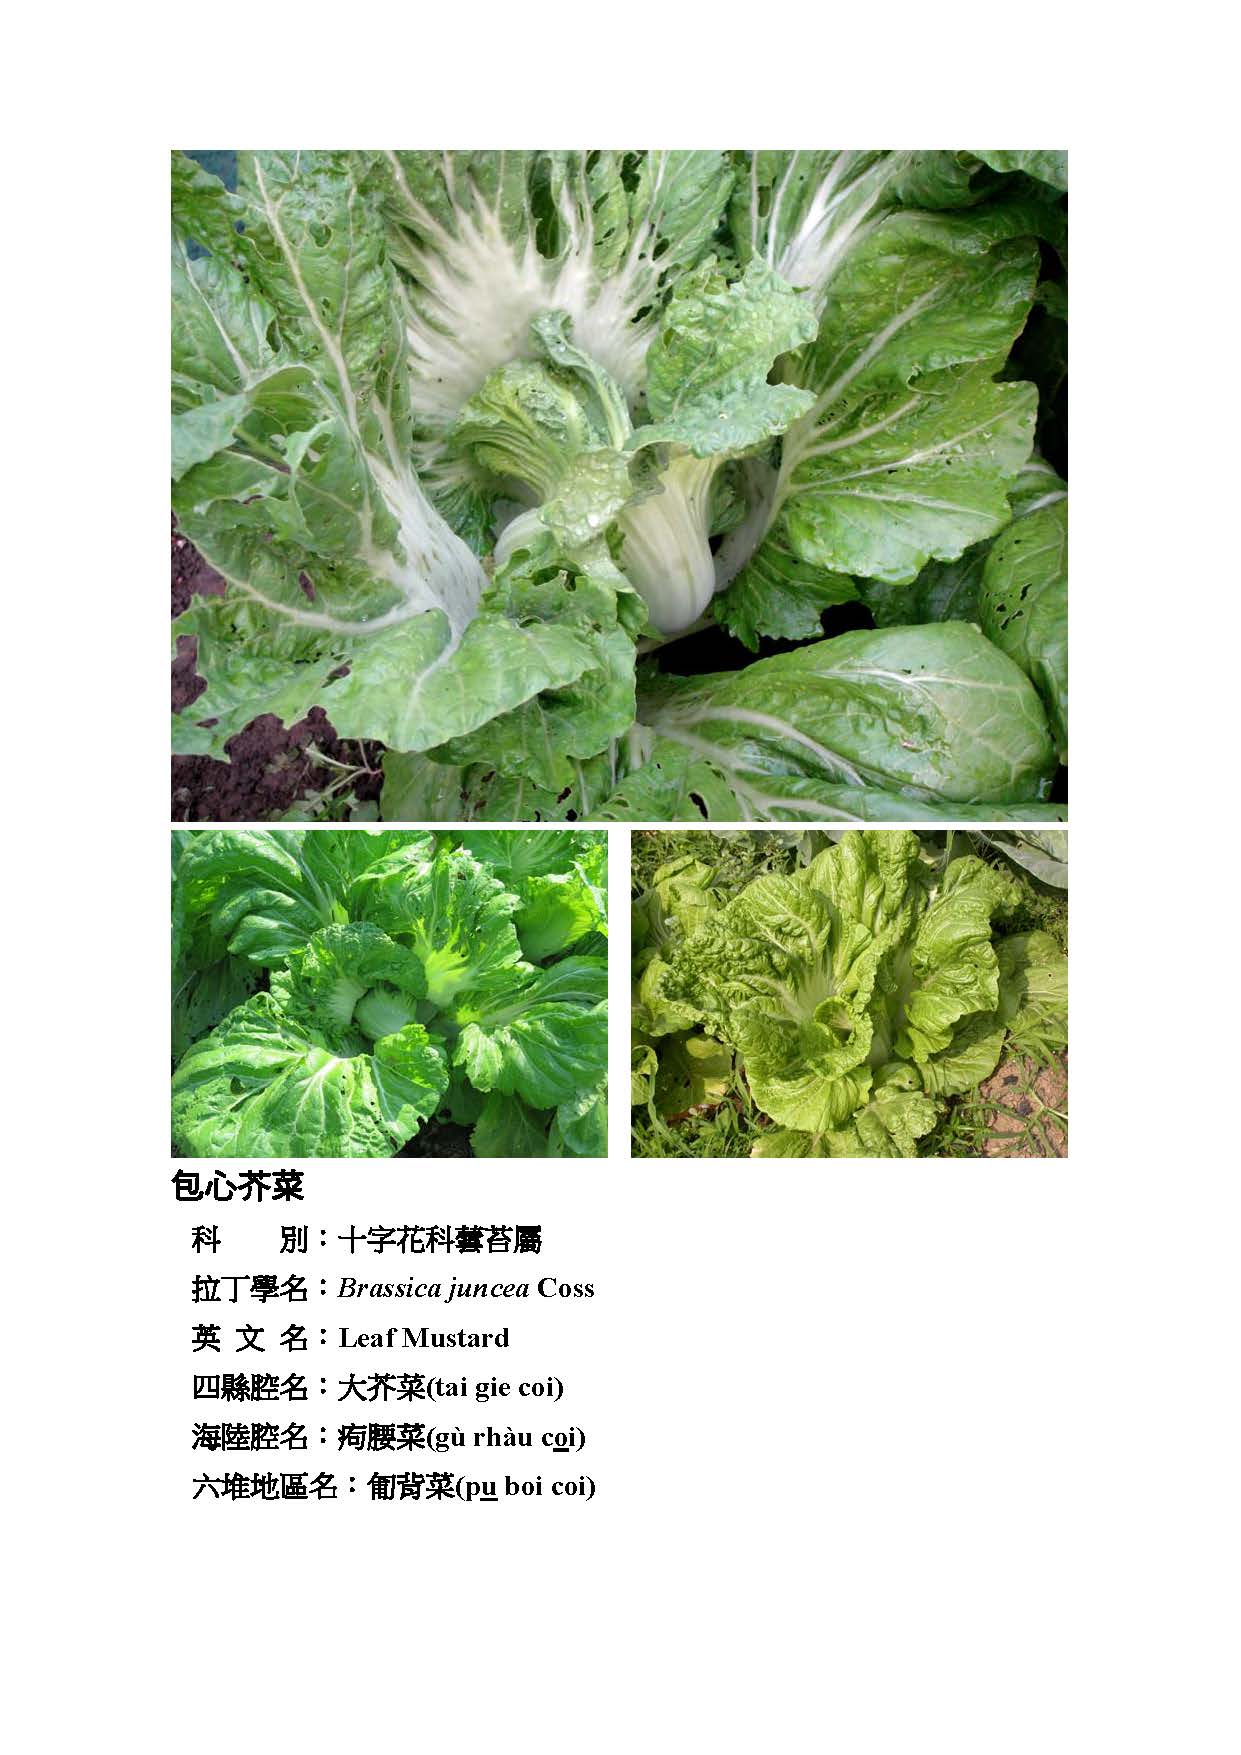 包心芥菜
科　　別：十字花科蕓苔屬
拉丁學名：Brassica juncea Coss
英 文 名：Leaf Mustard
四縣腔名：大芥菜(tai gie coi)
海陸腔名：痀腰菜(gù rhàu coi)
六堆地區名：匍背菜(pu boi coi)